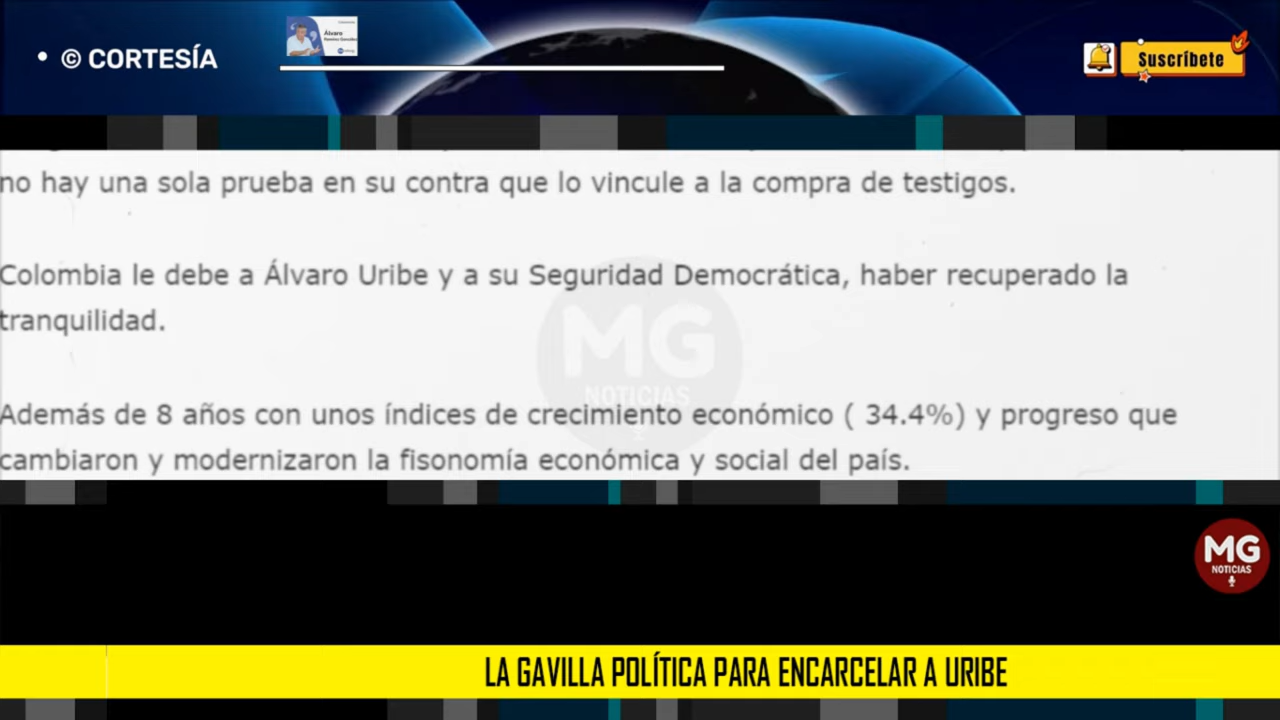 • © CORTESÍA
Álvaro
Suscríbete
no hay una sola prueba en su contra que lo vincule a la compra de testigos.
Colombia le debe a Álvaro Uribe y a su Seguridad Democrática, haber recuperado la
tranquilidad.
MG
NOTICIAS
Además de 8 años con unos índices de crecimiento económico ( 34.4%) y progreso que
cambiaron y modernizaron la fisonomía económica y social del país.
MG
NOTICIAS
LA GAVILLA POLÍTICA PARA ENCARCELAR A URIBE